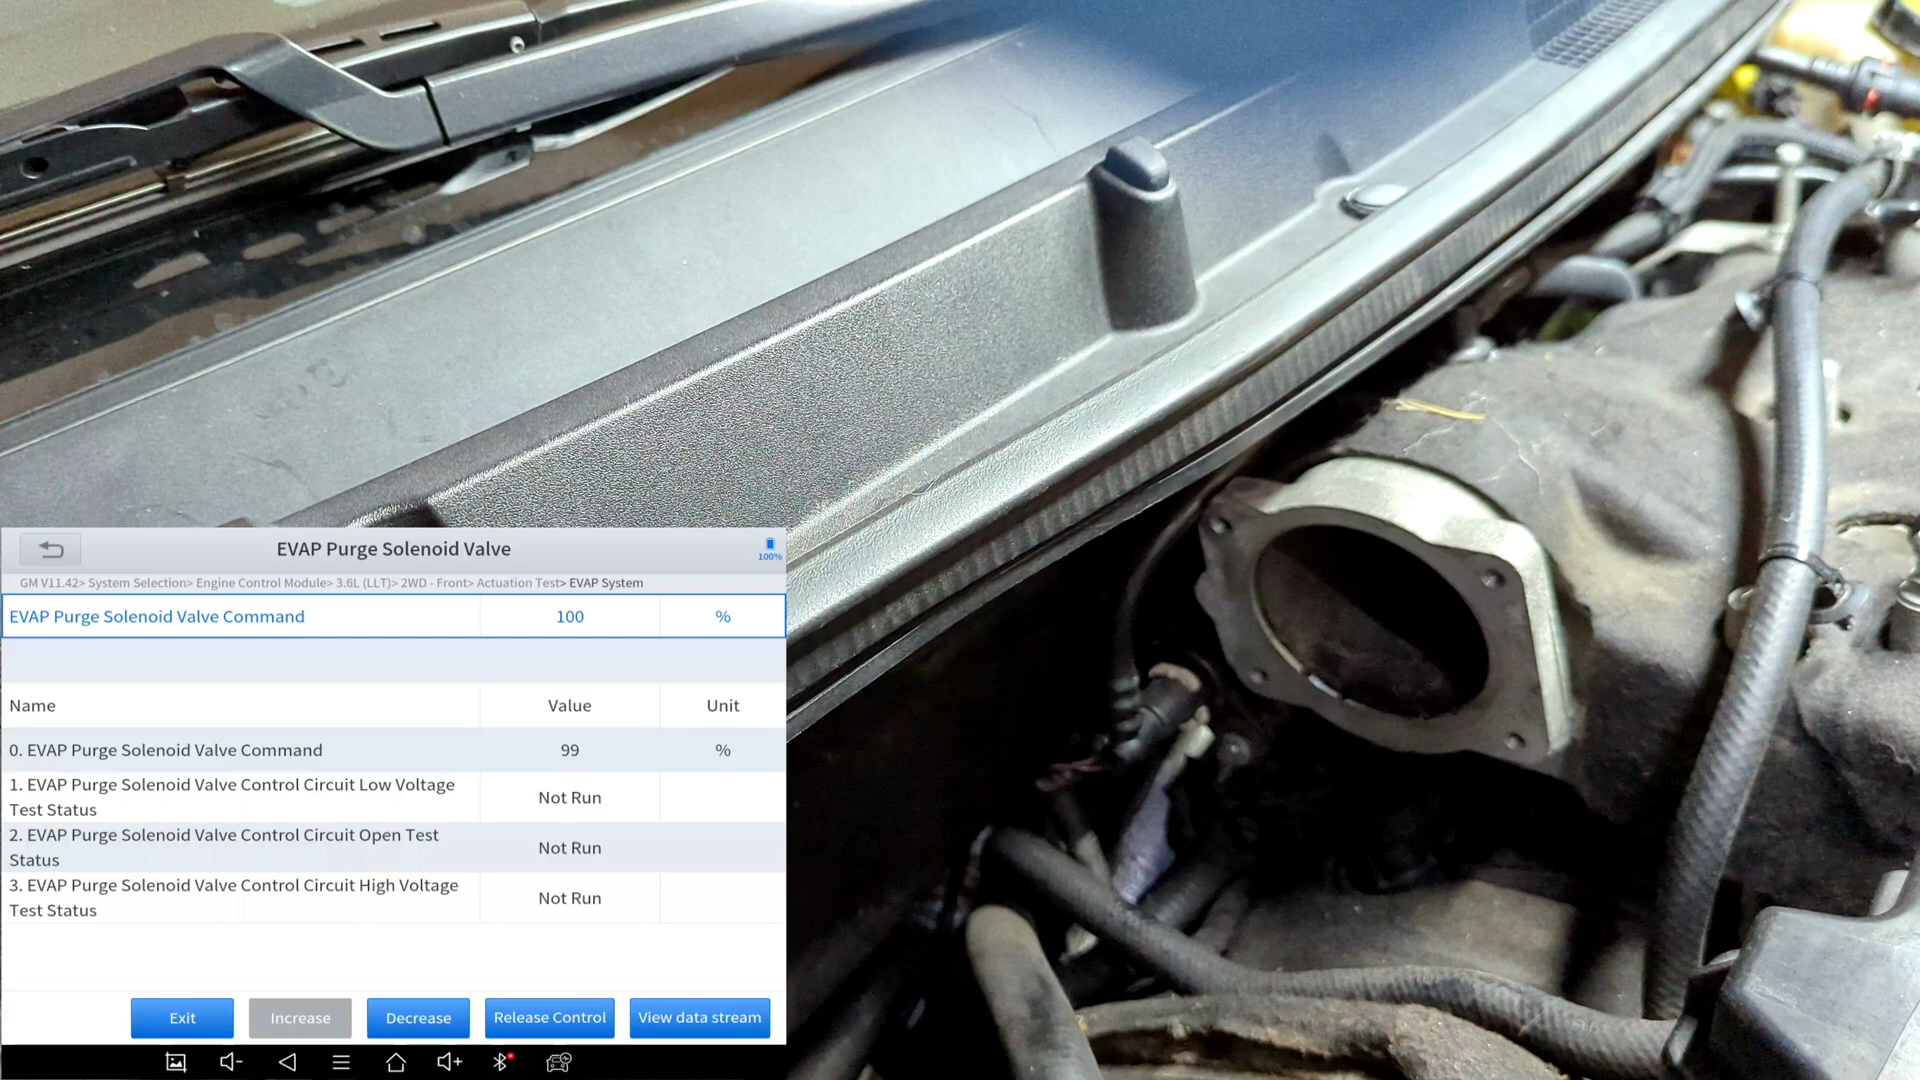 EVAP Purge Solenoid Valve
100%
GM V11.42> System Selection> Engine Control Module> 3.6L (LLT)> 2WD - Front> Actuation Test> EVAP System
EVAP Purge Solenoid Valve Command 100 %
Name Value Unit
0. EVAP Purge Solenoid Valve Command 99 %
1. EVAP Purge Solenoid Valve Control Circuit Low Voltage
Test Status Not Run
2. EVAP Purge Solenoid Valve Control Circuit Open Test
Status Not Run
3. EVAP Purge Solenoid Valve Control Circuit High Voltage
Test Status Not Run
Exit Increase Decrease Release Control View data stream